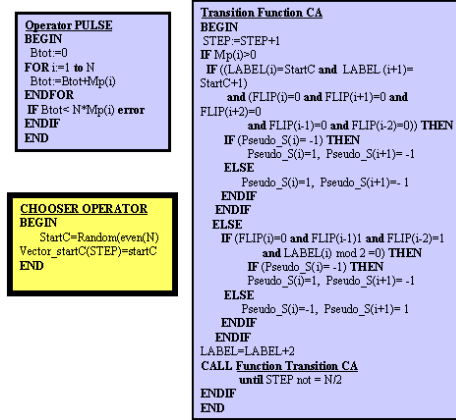 Operator PULSE
BEGIN
Btot:=0
FOR i:=1 to N
Btot:=Btot+Mp(i)
ENDFOR
IF Btot< N*Mp(i) error
ENDIF
END
CHOOSER OPERATOR
BEGIN
StartC=Random(even(N)
Vector_startC(STEP)=startC
END
Transition Function CA
BEGIN
STEP:=STEP+1
IF Mp(i)>0
IF ((LABEL(i)=StartC and LABEL (i+1)=
StartC+1)
and (FLIP(i)=0 and FLIP(i+1)=0 and
FLIP(i+2)=0
and FLIP(i-1)=0 and FLIP(i-2)=0)) THEN
IF (Pseudo_S(i)= -1) THEN
Pseudo_S(i)=1, Pseudo_S(i+1)= -1
ELSE
Pseudo_S(i)=1, Pseudo_S(i+1)=- 1
ENDIF
ENDIF
ELSE
IF (FLIP(i)=0 and FLIP(i-1)1 and FLIP(i-2)=1
and LABEL(i) mod 2 =0) THEN
IF (Pseudo_S(i)= -1) THEN
Pseudo_S(i)=1, Pseudo_S(i+1)= -1
ELSE
Pseudo_S(i)=-1, Pseudo_S(i+1)= 1
ENDIF
ENDIF
LABEL=LABEL+2
CALL Function Transition CA
until STEP not = N/2
ENDIF
END